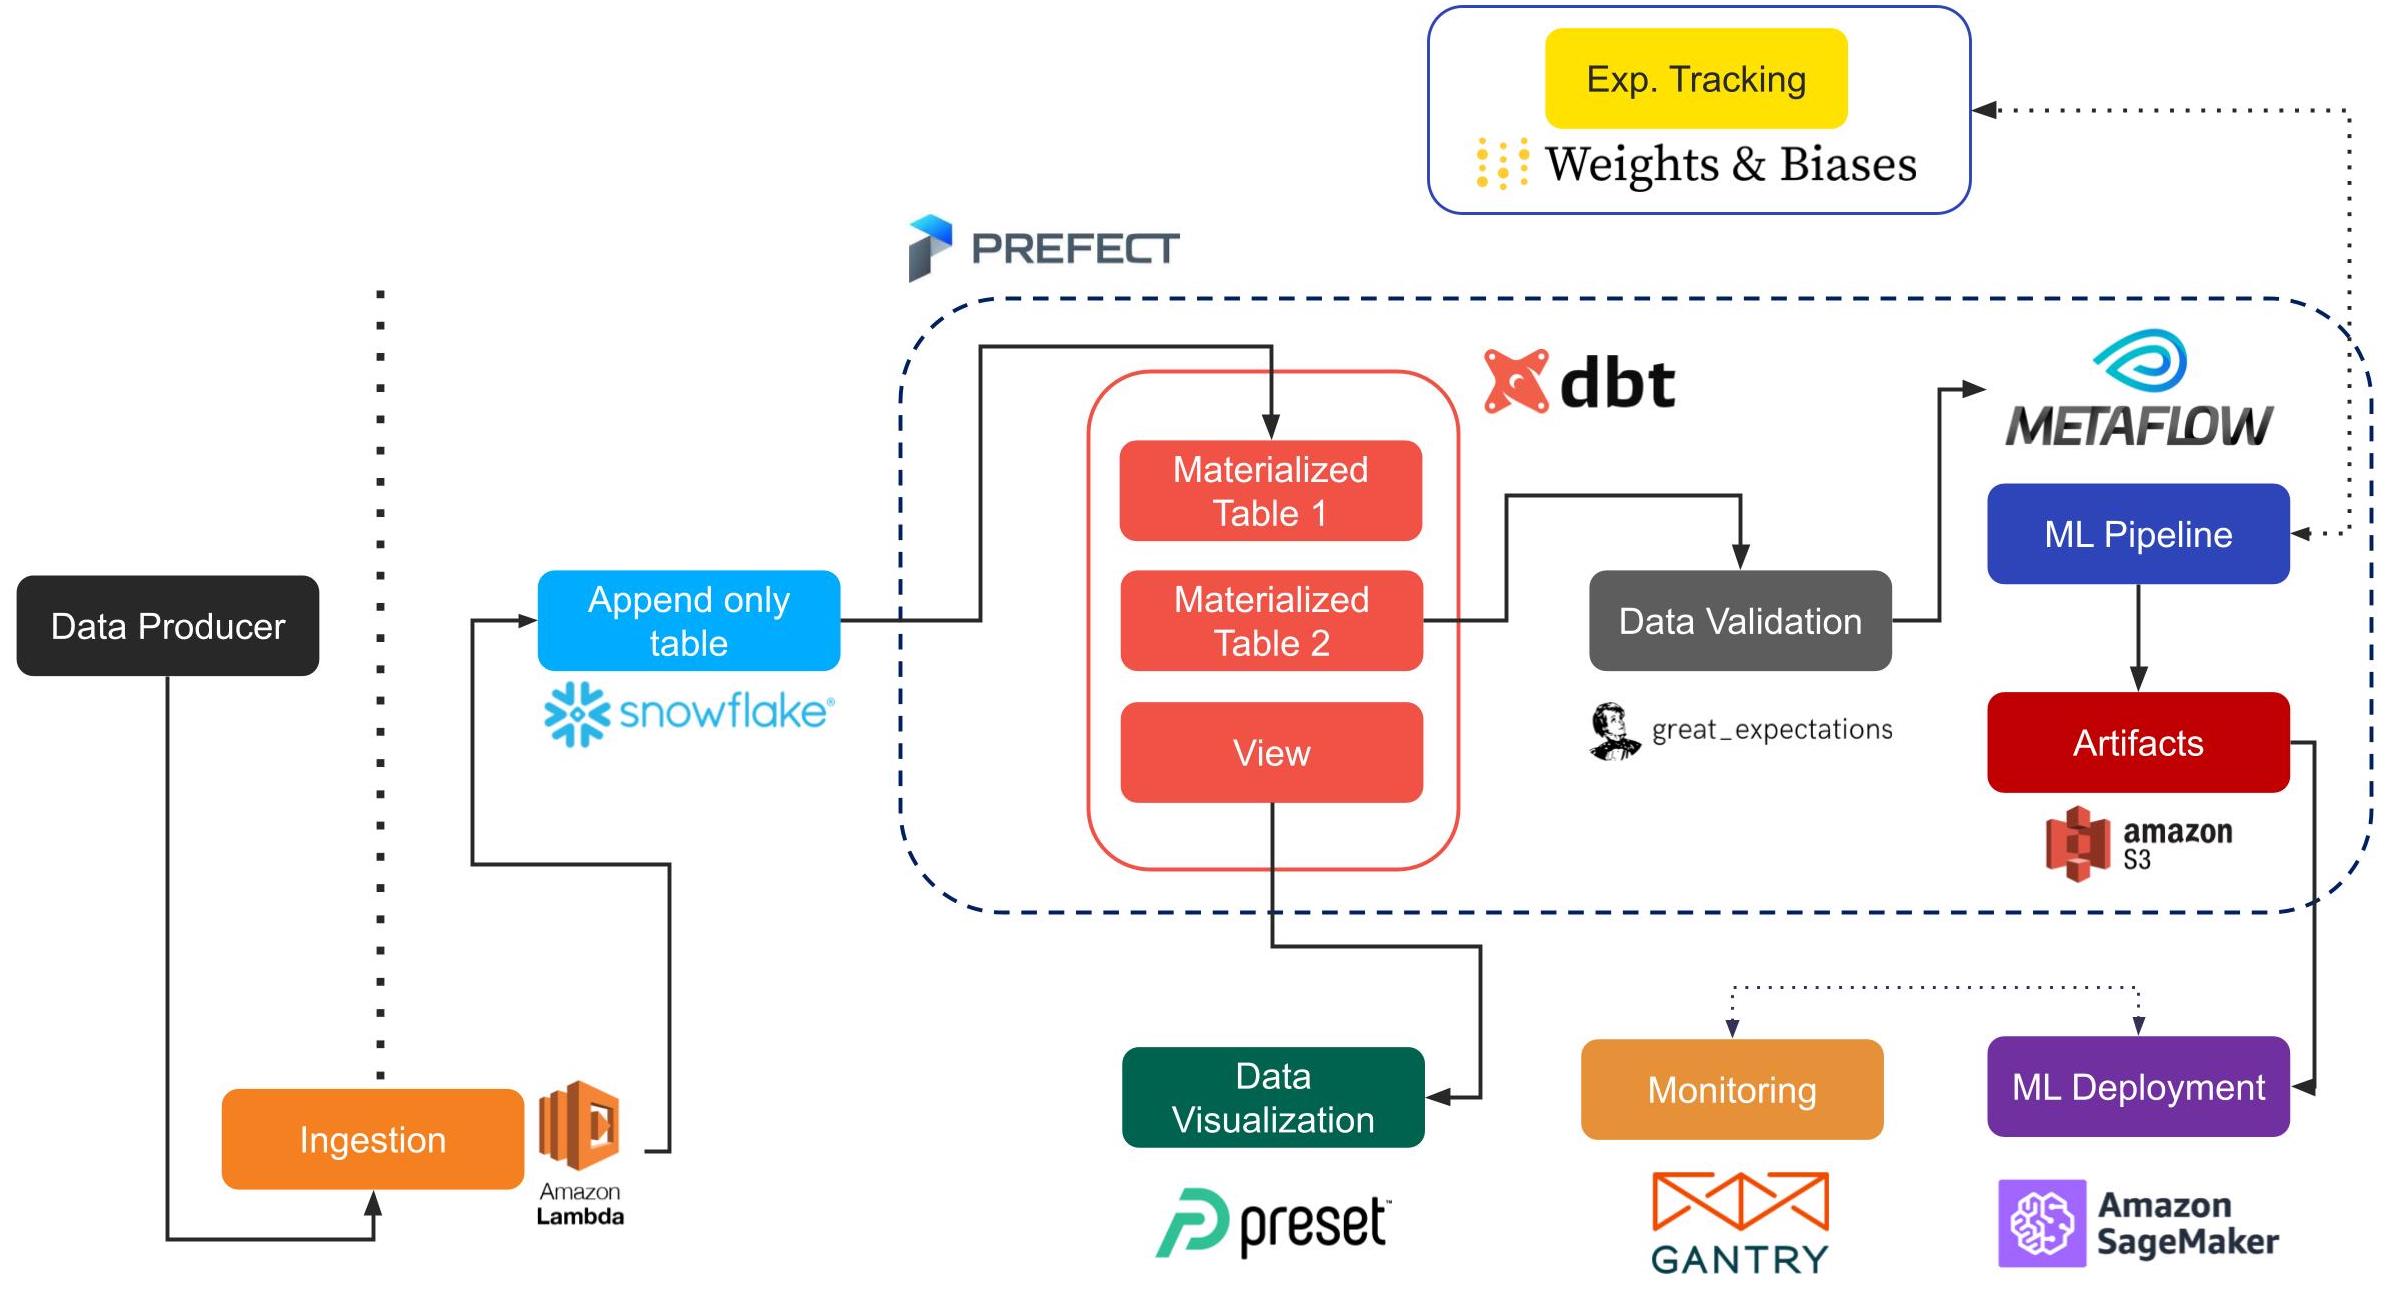 Exp. Tracking
Weights & Biases
PREFECT
dbt
METAFLOW
Materialized
Table 1
ML Pipeline
Data Producer
Append only
table
Materialized
Table 2
Data Validation
snowflake®
great_expectations
View
Artifacts
amazon
S3
Ingestion
Amazon
Lambda
Data
Visualization
Monitoring
ML Deployment
preset™
GANTRY
Amazon
SageMaker